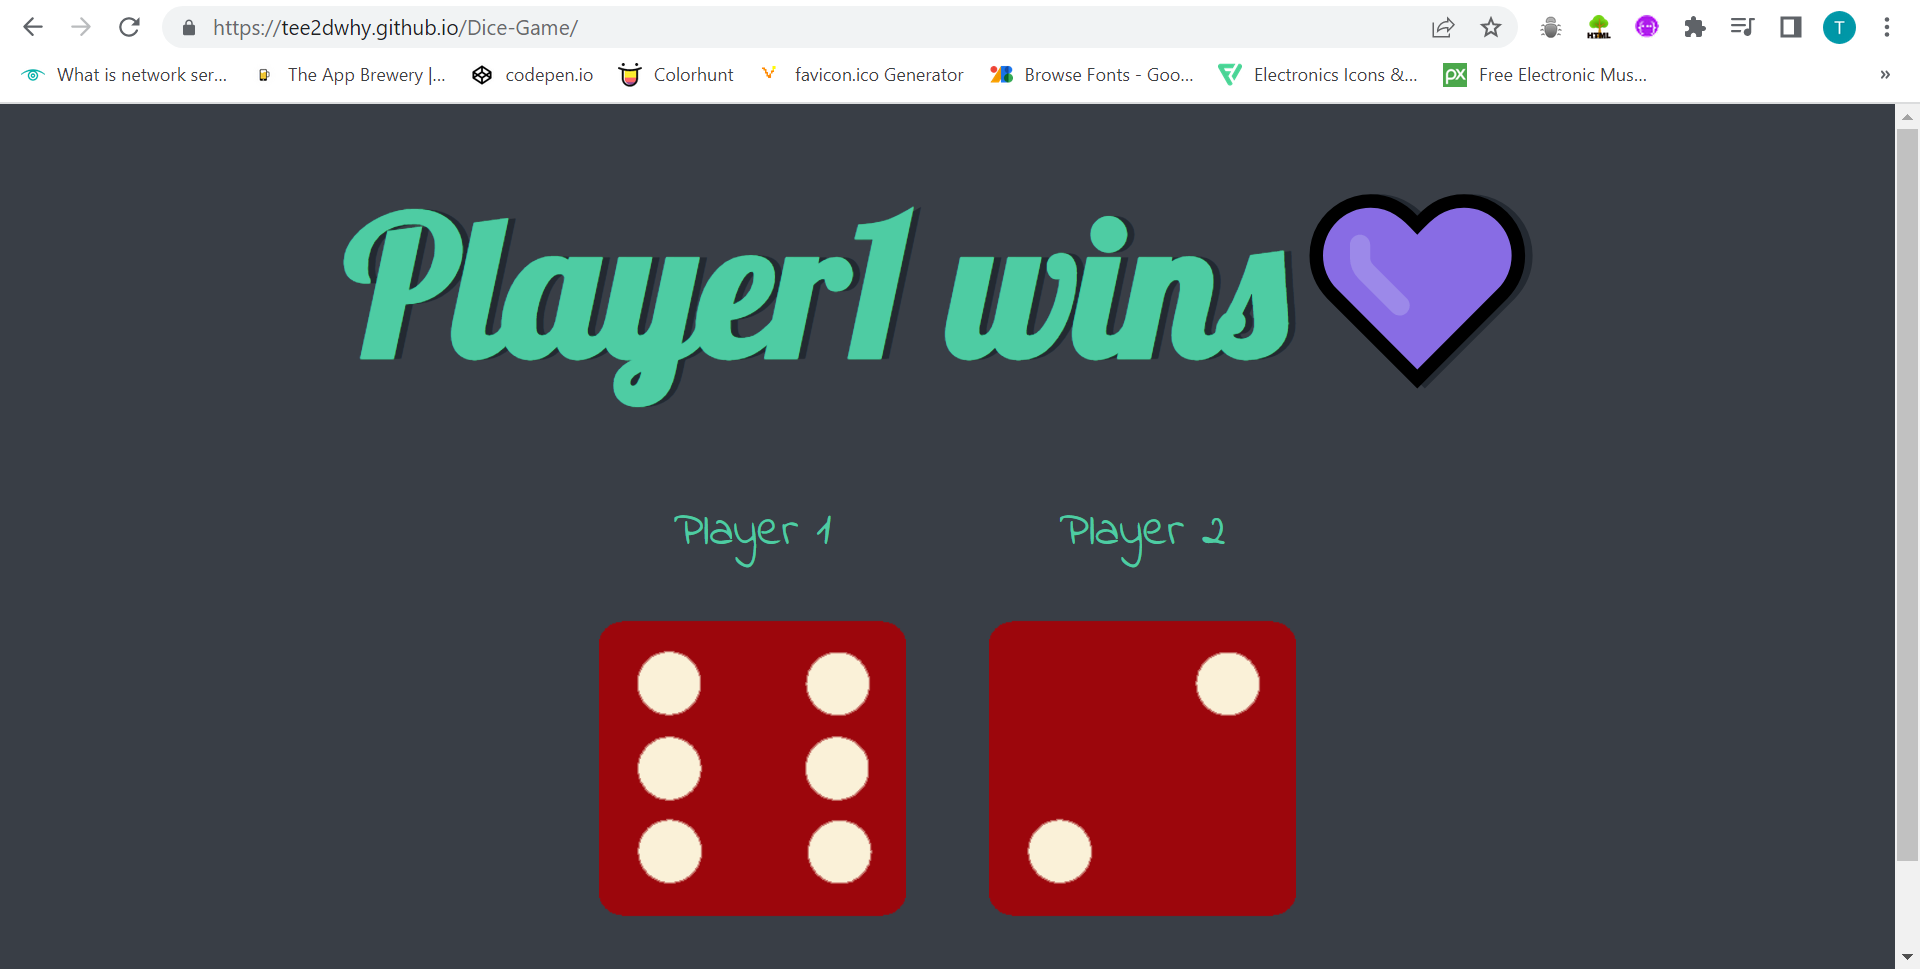 https://tee2dwhy.github.io/Dice-Game/
HTML
T
What is network ser... The App Brewery |... codepen.io Colorhunt favicon.ico Generator Browse Fonts - Goo... Electronics Icons &... px Free Electronic Mus... »
Player1 wins
Player 1 Player 2